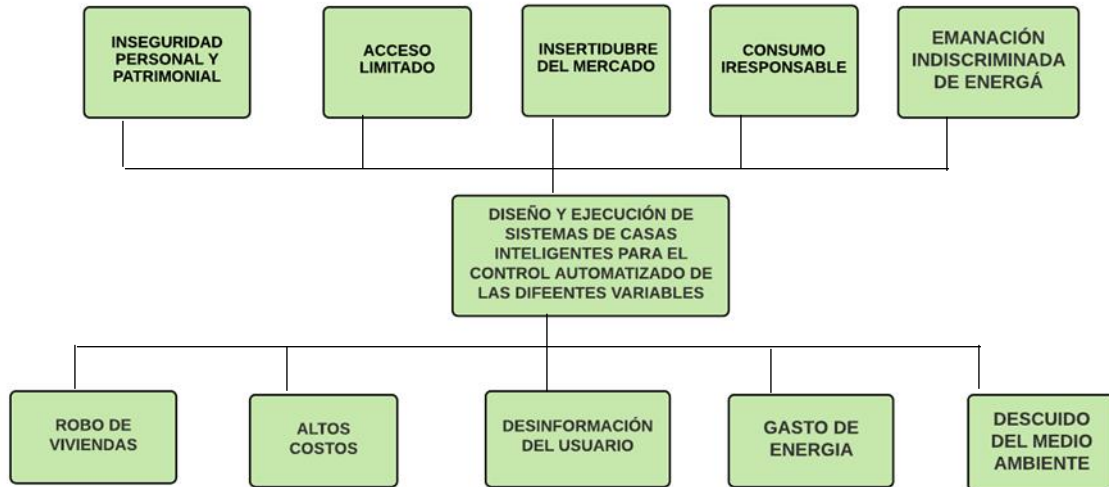 INSEGURIDAD
PERSONAL Y
PATRIMONIAL
ACCESO
LIMITADO
INSERTIDUBRE
DEL MERCADO
CONSUMO
IRESPONSABLE
EMANACIÓN
INDISCRIMINADA
DE ENERGÁ
DISEÑO Y EJECUCIÓN DE
SISTEMAS DE CASAS
INTELIGENTES PARA EL
CONTROL AUTOMATIZADO DE
LAS DIFEENTES VARIABLES
ROBO DE
VIVIENDAS
ALTOS
COSTOS
DESINFORMACIÓN
DEL USUARIO
GASTO DE
ENERGIA
DESCUIDO
DEL MEDIO
AMBIENTE